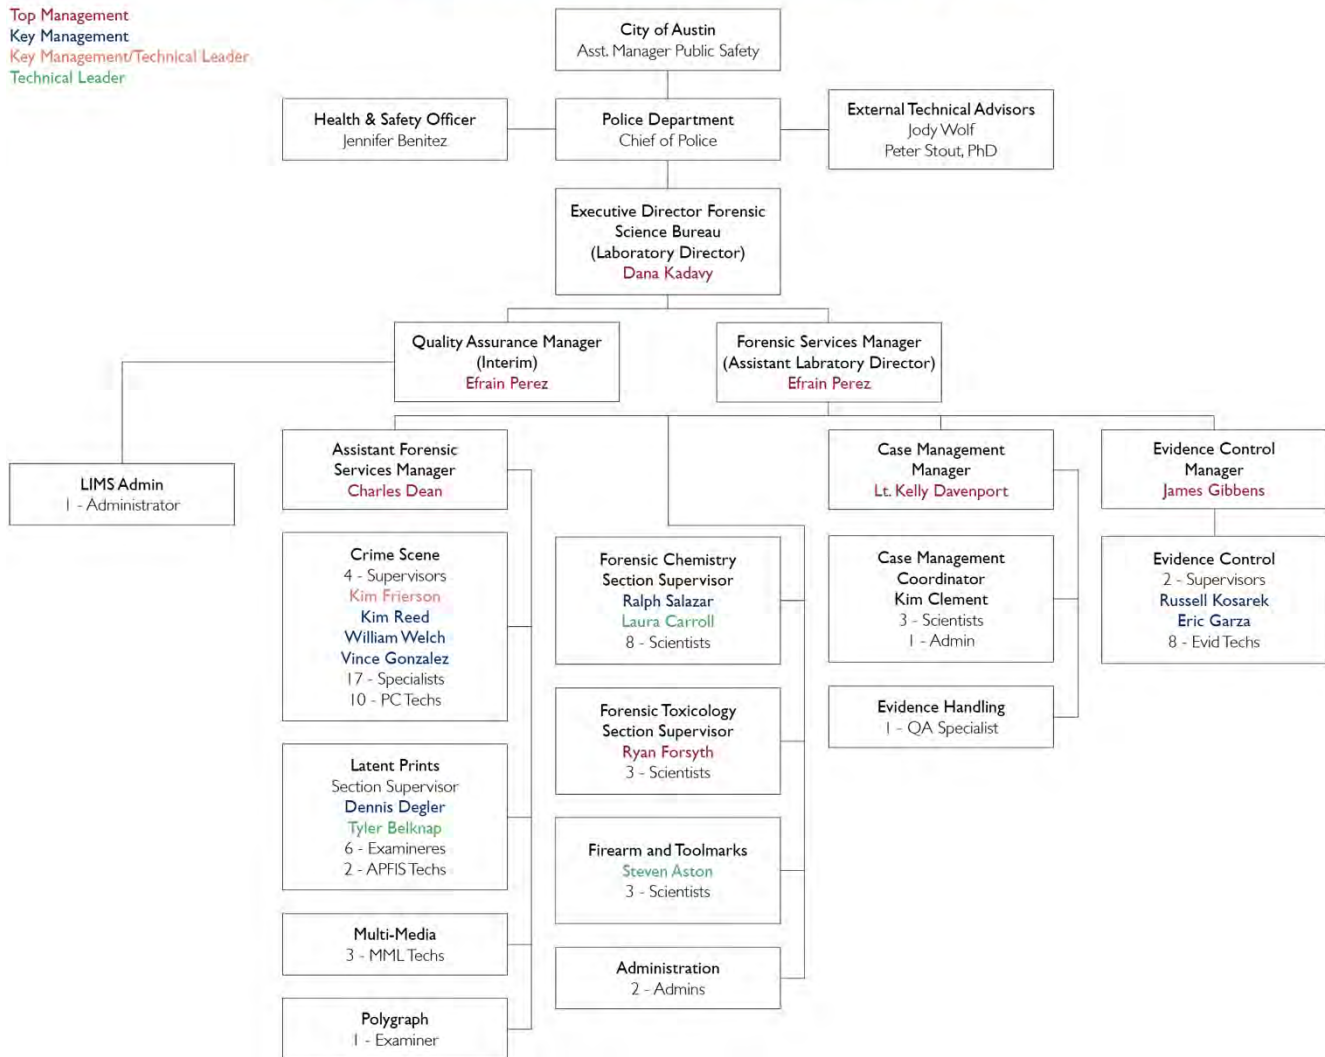 Top Management
Key Management
Key Management/Technical Leader
Technical Leader
City of Austin
Asst. Manager Public Safety
Health & Safety Officer
Jennifer Benitez
Police Department
Chief of Police
External Technical Advisors
Jody Wolf
Peter Stout, PhD
Executive Director Forensic
Science Bureau
(Laboratory Director)
Dana Kadavy
Quality Assurance Manager
(Interim)
Efrain Perez
Forensic Services Manager
(Assistant Labratory Director)
Efrain Perez
LIMS Admin
1 - Administrator
Assistant Forensic
Services Manager
Charles Dean
Crime Scene
4 - Supervisors
Kim Frierson
Kim Reed
William Welch
Vince Gonzalez
17 - Specialists
10 - PC Techs
Latent Prints
Section Supervisor
Dennis Degler
Tyler Belknap
6 - Examineres
2 - APFIS Techs
Multi-Media
3 - MML Techs
Polygraph
1 - Examiner
Forensic Chemistry
Section Supervisor
Ralph Salazar
Laura Carroll
8 - Scientists
Forensic Toxicology
Section Supervisor
Ryan Forsyth
3 - Scientists
Firearm and Toolmarks
Steven Aston
3 - Scientists
Administration
2 - Admins
Case Management
Manager
Lt. Kelly Davenport
Case Management
Coordinator
Kim Clement
3 - Scientists
1 - Admin
Evidence Handling
1 - QA Specialist
Evidence Control
Manager
James Gibbens
Evidence Control
2 - Supervisors
Russell Kosarek
Eric Garza
8 - Evid Techs